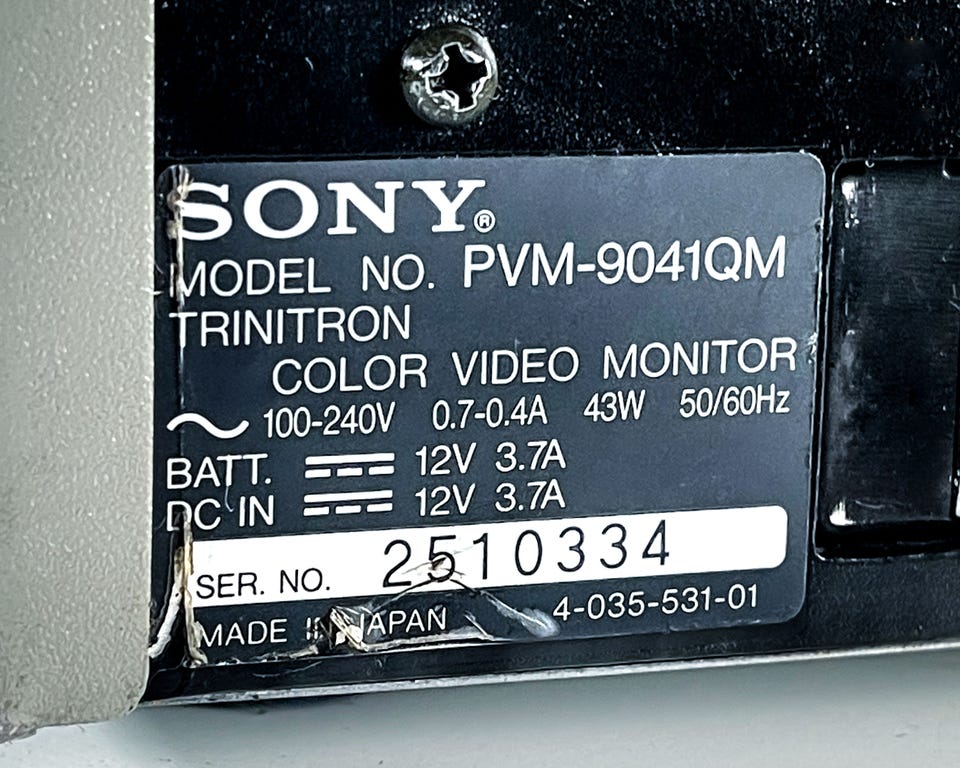 SONY®
MODEL NO. PVM-9041QM
TRINITRON
COLOR VIDEO MONITOR
~ 100-240V 0.7-0.4A 43W 50/60Hz
BATT. ⎓ 12V 3.7A
DC IN ⎓ 12V 3.7A
SER. NO. 2510334
MADE IN JAPAN 4-035-531-01